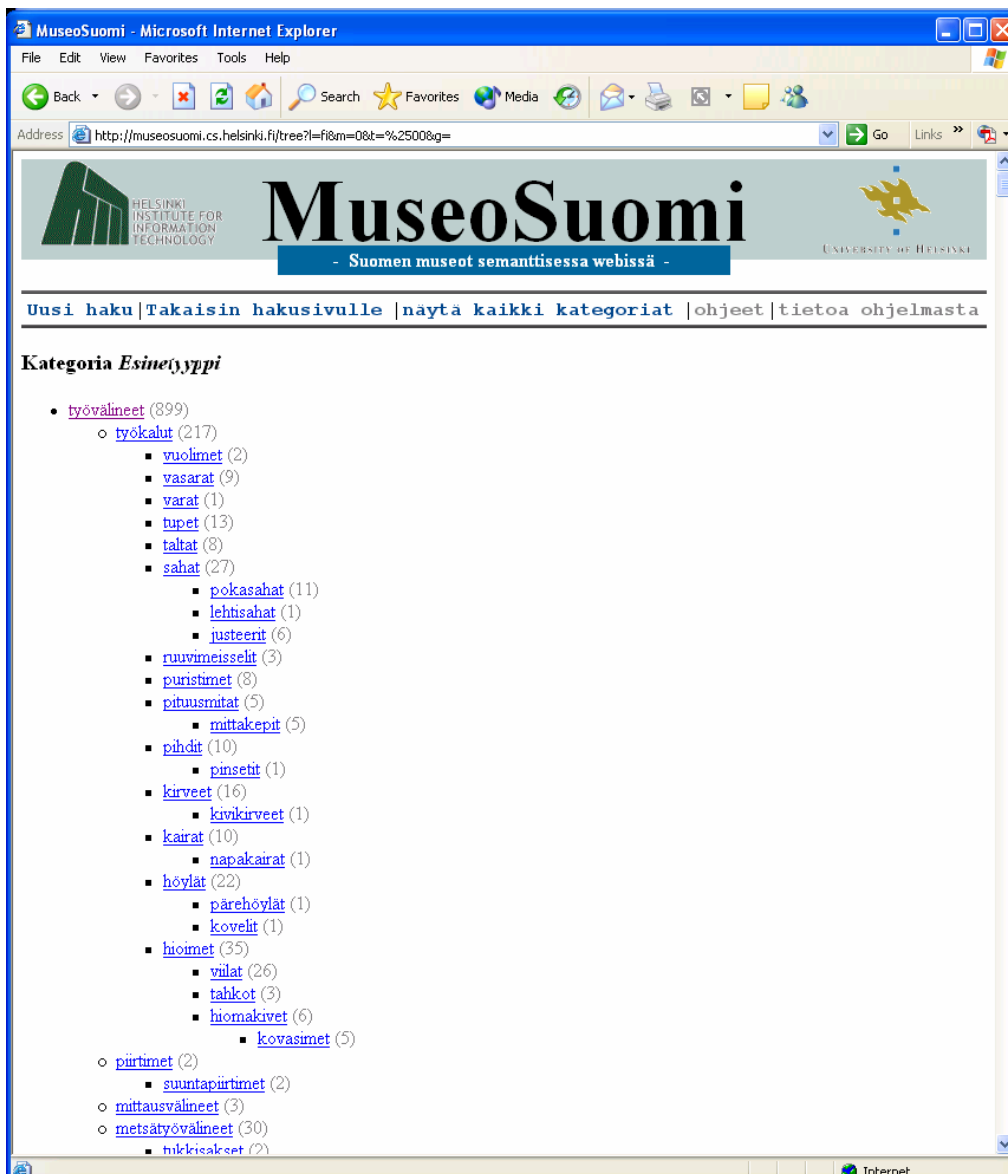 MuseoSuomi - Microsoft Internet Explorer
File Edit View Favorites Tools Help
Back Search Favorites Media
Address http://museosuomi.cs.helsinki.fi/tree?l=fi&m=0&t=%2500&g= Go Links »
HELSINKI
INSTITUTE FOR
INFORMATION
TECHNOLOGY
MuseoSuomi
UNIVERSITY OF HELSINKI
- Suomen museot semanttisessa webissä -
Uusi haku|Takaisin hakusivulle |näytä kaikki kategoriat |ohjeet|tietoa ohjelmasta
Kategoria Esinetyyppi
• työvälineet (899)
o työkalut (217)
▪ vuolimet (2)
▪ vasarat (9)
▪ varat (1)
▪ tupet (13)
▪ taltat (8)
▪ sahat (27)
▪ pokasahat (11)
▪ lehtisahat (1)
▪ justeerit (6)
▪ ruuvimeisselit (3)
▪ puristimet (8)
▪ pituusmitat (5)
▪ mittakepit (5)
▪ pihdit (10)
▪ pinsetit (1)
▪ kirveet (16)
▪ kivikirveet (1)
▪ kairat (10)
▪ napakairat (1)
▪ höylät (22)
▪ pärehöylät (1)
▪ kovelit (1)
▪ hioimet (35)
▪ viilat (26)
▪ tahkot (3)
▪ hiomakivet (6)
▪ kovasimet (5)
o piirtimet (2)
▪ suuntapiirtimet (2)
o mittausvälineet (3)
o metsätyövälineet (30)
▪ tukkisakset (2)
Internet